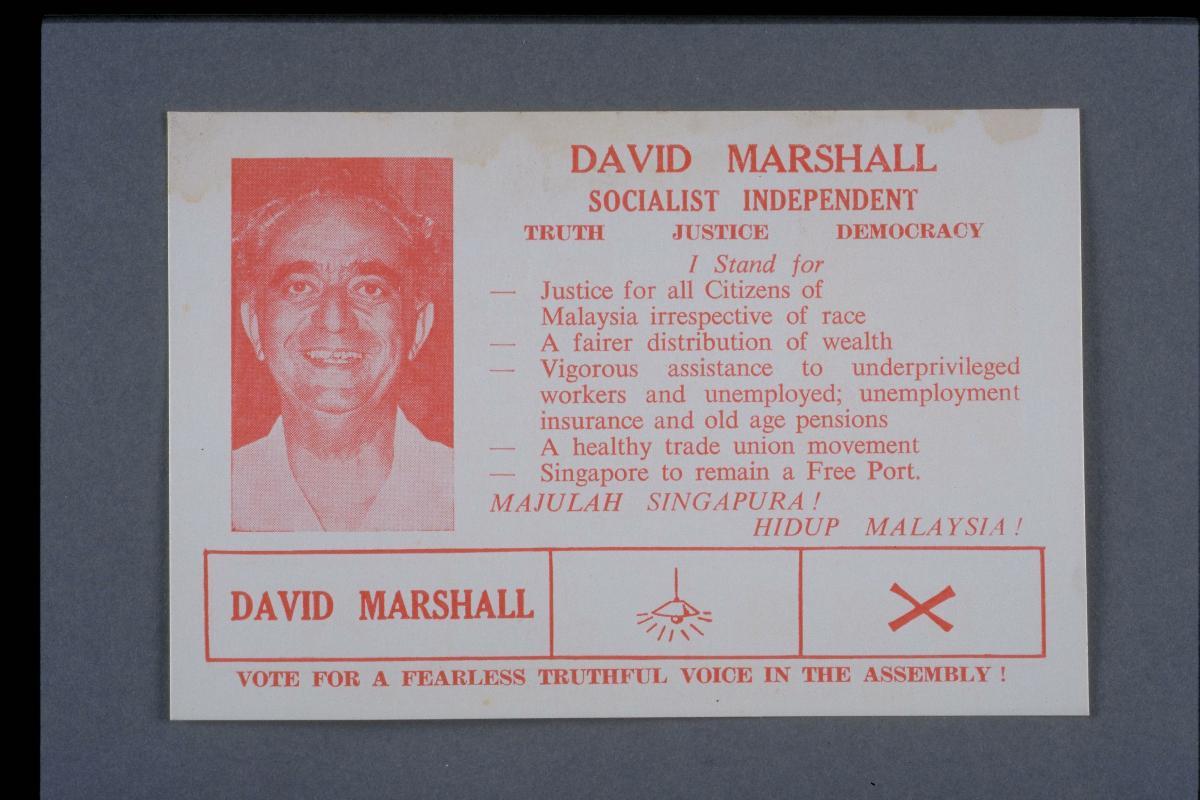 DAVID MARSHALL
SOCIALIST INDEPENDENT
TRUTH JUSTICE DEMOCRACY
I Stand for
— Justice for all Citizens of
Malaysia irrespective of race
— A fairer distribution of wealth
— Vigorous assistance to underprivileged
workers and unemployed; unemployment
insurance and old age pensions
— A healthy trade union movement
— Singapore to remain a Free Port.
MAJULAH SINGAPURA!
HIDUP MALAYSIA!
DAVID MARSHALL
VOTE FOR A FEARLESS TRUTHFUL VOICE IN THE ASSEMBLY!